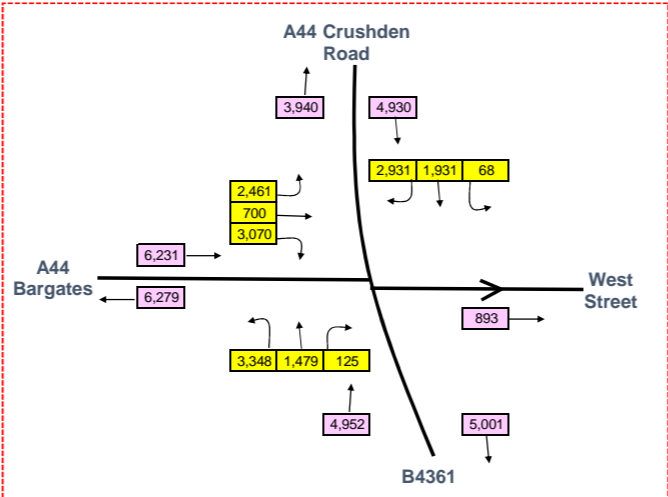 A44 Crushden
Road
3,940
4,930
2,931 1,931 68
2,461
700
3,070
6,231
A44
Bargates
6,279
West
Street
893
3,348 1,479 125
4,952
5,001
B4361